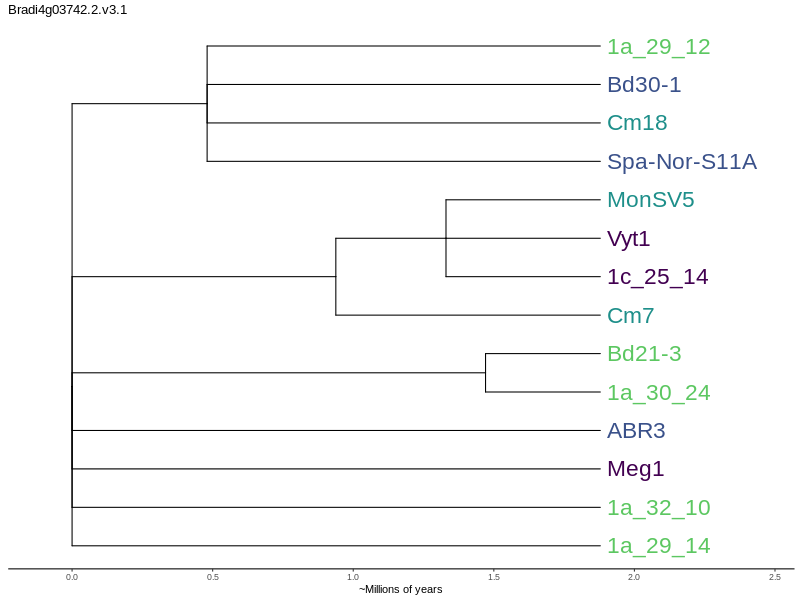 Bradi4g03742.2.v3.1
1a_29_12
Bd30-1
Cm18
Spa-Nor-S11A
MonSV5
Vyt1
1c_25_14
Cm7
Bd21-3
1a_30_24
ABR3
Meg1
1a_32_10
1a_29_14
0.0 0.5 1.0 1.5 2.0 2.5
~Millions of years